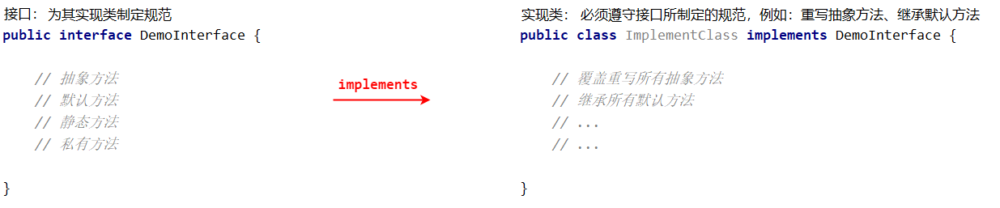 接口：为其实现类制定规范
public interface DemoInterface {
// 抽象方法
// 默认方法
// 静态方法
// 私有方法
}
implements
实现类： 必须遵守接口所制定的规范，例如：重写抽象方法、继承默认方法
public class ImplementClass implements DemoInterface {
// 覆盖重写所有抽象方法
// 继承所有默认方法
// ...
// ...
}